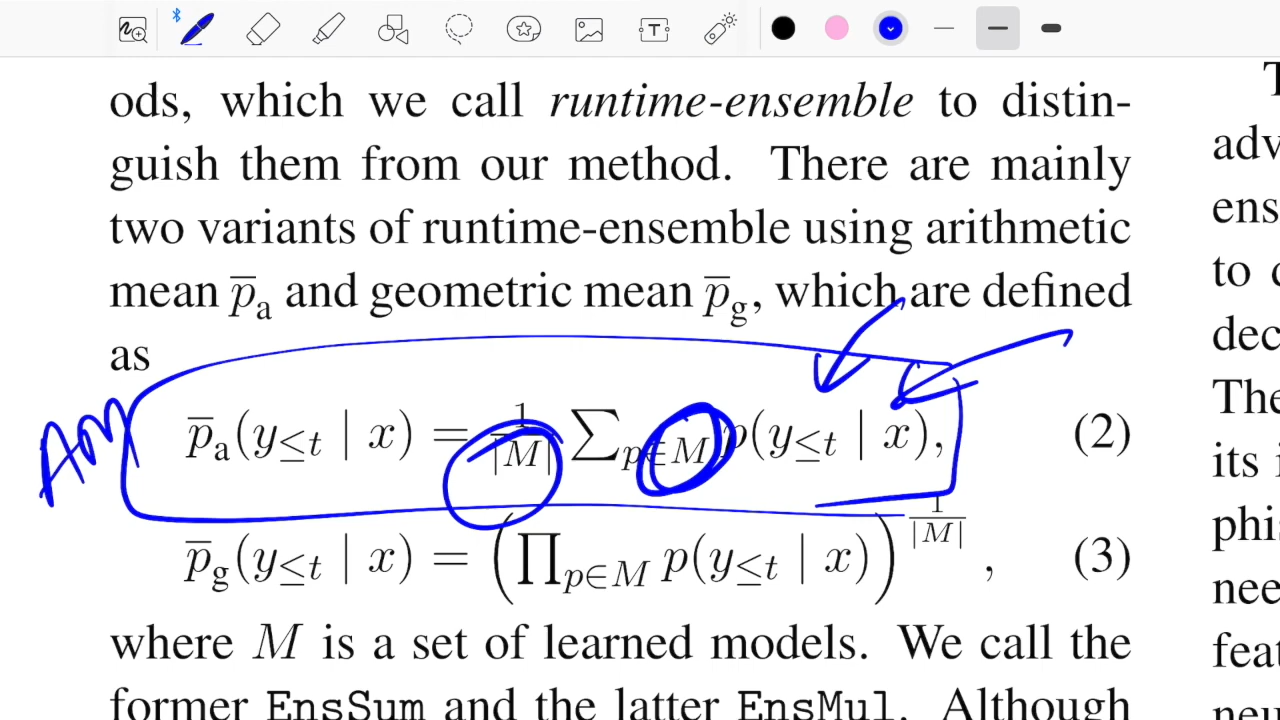 ods, which we call runtime-ensemble to distin-
guish them from our method. There are mainly
two variants of runtime-ensemble using arithmetic
mean p̅ₐ and geometric mean p̅_g, which are defined
as
AM
p̅ₐ(y≤t | x) = 1/|M| ∑p∈M p(y≤t | x), (2)
p̅_g(y≤t | x) = (∏p∈M p(y≤t | x))^{1/|M|}, (3)
where M is a set of learned models. We call the
former EnsSum and the latter EnsMul. Although
adv
ens
to
dec
The
its
phi
nee
feat